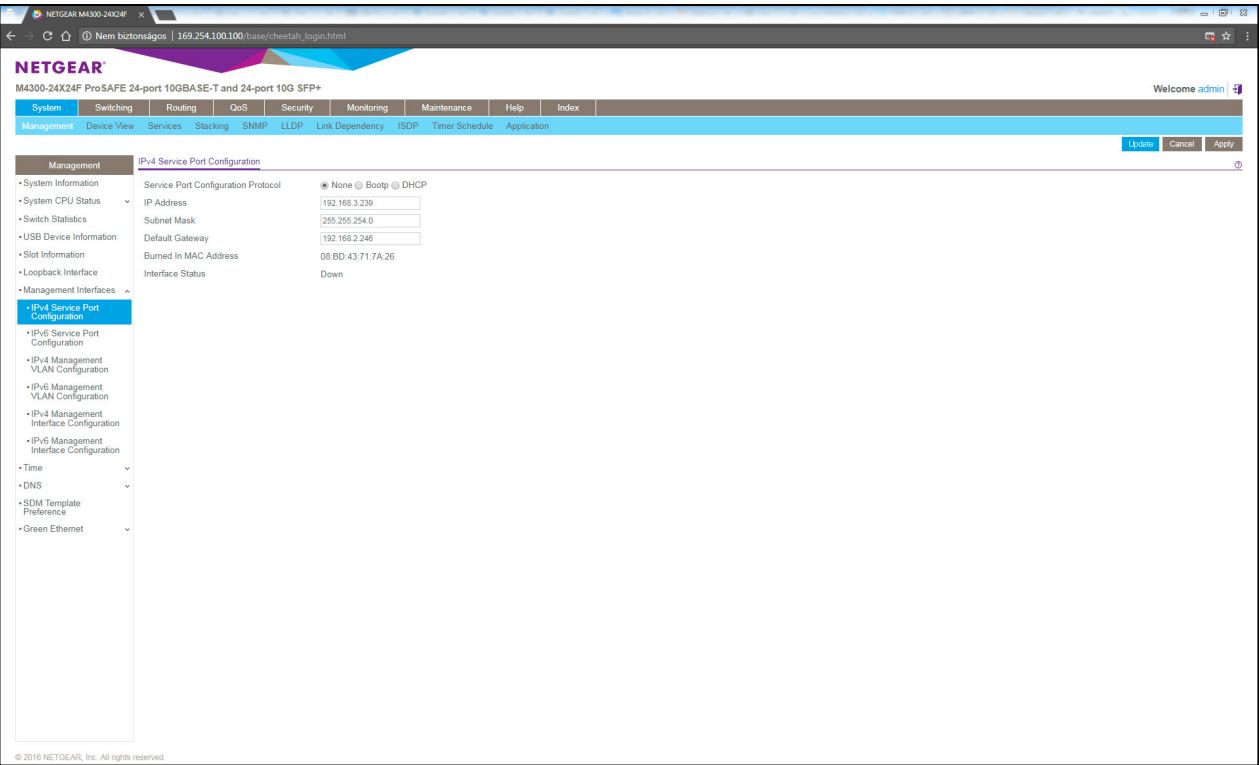 NETGEAR M4300-24X24F
Nem biztonságos | 169.254.100.100/base/cheetah_login.html
NETGEAR®
M4300-24X24F ProSAFE 24-port 10GBASE-T and 24-port 10G SFP+
Welcome admin
System Switching Routing QoS Security Monitoring Maintenance Help Index
Management Device View Services Stacking SNMP LLDP Link Dependency ISDP Timer Schedule Application
Update Cancel Apply
Management
IPv4 Service Port Configuration
• System Information
• System CPU Status
• Switch Statistics
• USB Device Information
• Slot Information
• Loopback Interface
• Management Interfaces
• IPv4 Service Port
Configuration
• IPv6 Service Port
Configuration
• IPv4 Management
VLAN Configuration
• IPv6 Management
VLAN Configuration
• IPv4 Management
Interface Configuration
• IPv6 Management
Interface Configuration
• Time
• DNS
• SDM Template
Preference
• Green Ethernet
Service Port Configuration Protocol None Bootp DHCP
IP Address 192.168.3.239
Subnet Mask 255.255.254.0
Default Gateway 192.168.2.246
Burned In MAC Address 08:BD:43:71:7A:26
Interface Status Down
© 2016 NETGEAR, Inc. All rights reserved.